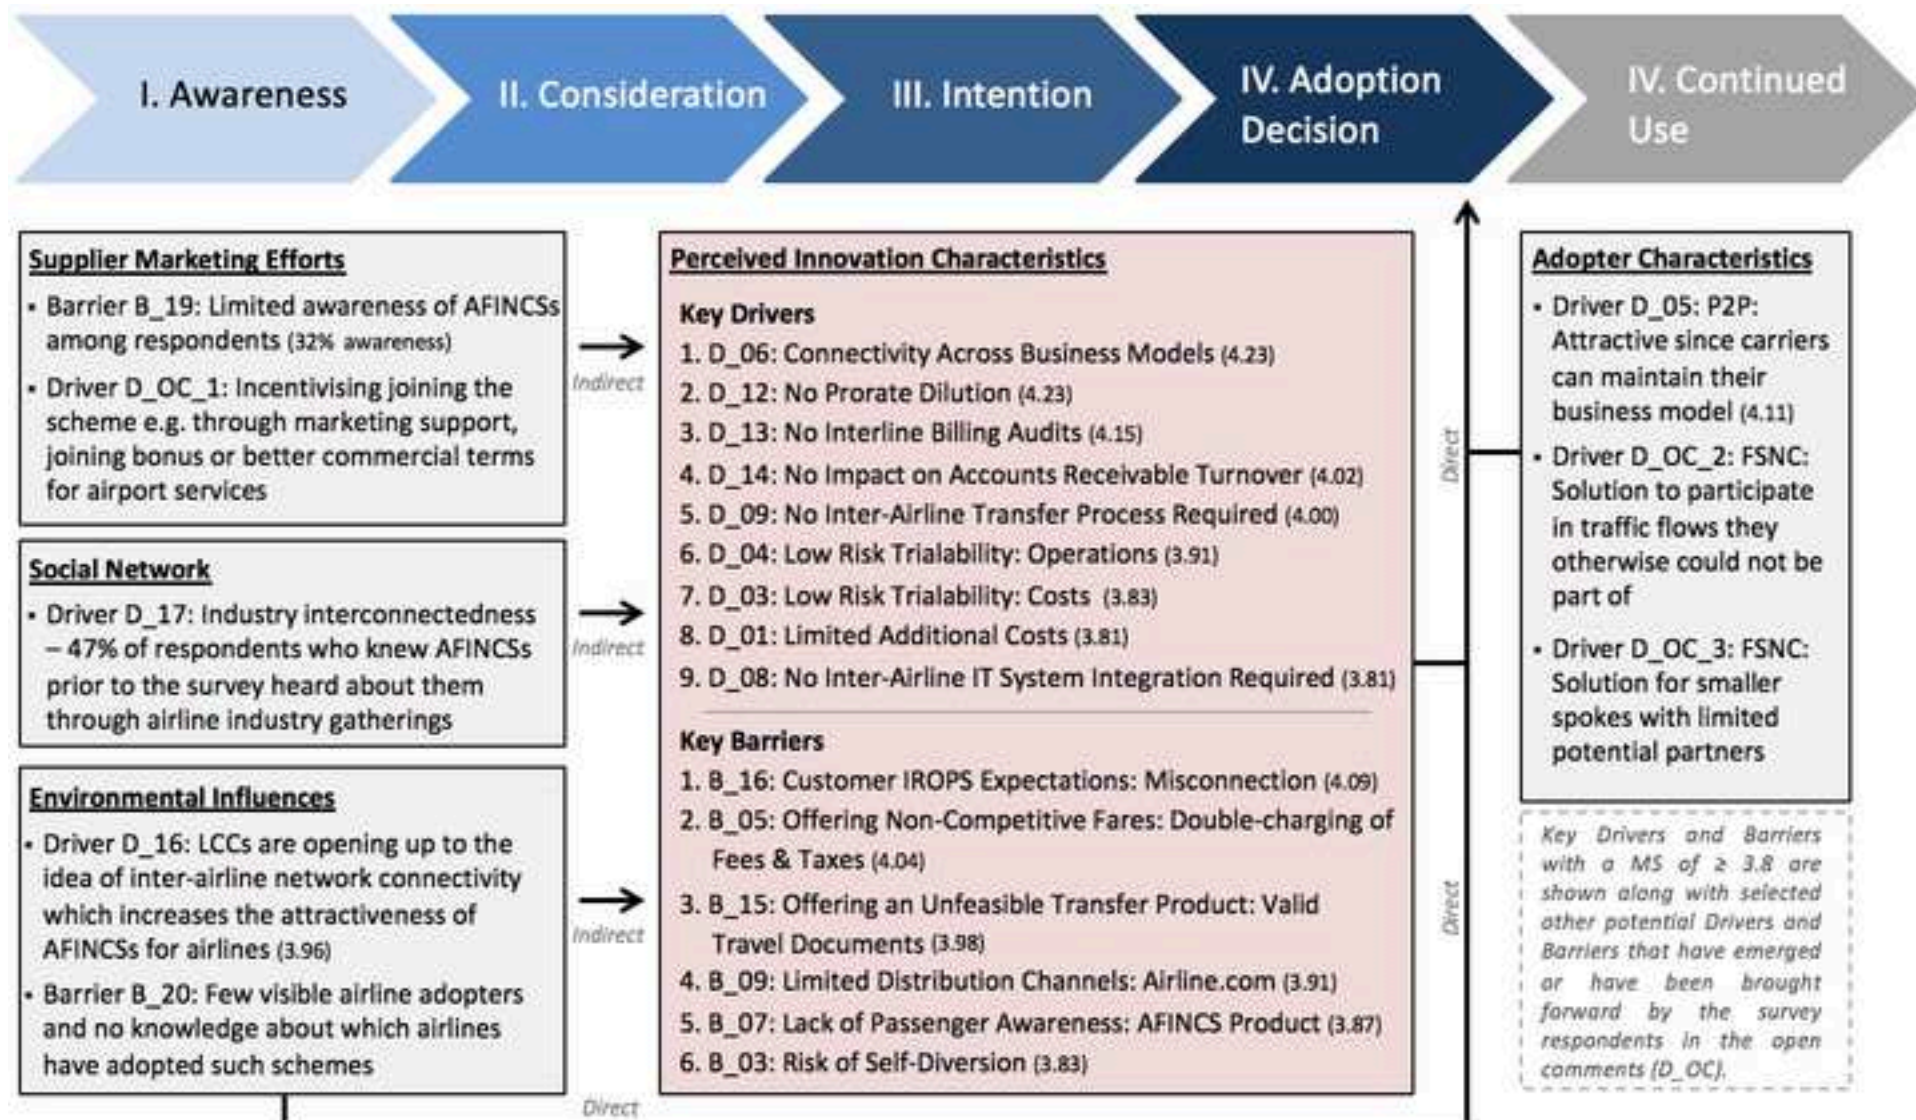 I. Awareness
II. Consideration
III. Intention
IV. Adoption
Decision
IV. Continued
Use
Supplier Marketing Efforts
▪ Barrier B_19: Limited awareness of AFINCSs
among respondents (32% awareness)
▪ Driver D_OC_1: Incentivising joining the
scheme e.g. through marketing support,
joining bonus or better commercial terms
for airport services
Indirect
Social Network
▪ Driver D_17: Industry interconnectedness
– 47% of respondents who knew AFINCSs
prior to the survey heard about them
through airline industry gatherings
Indirect
Environmental Influences
▪ Driver D_16: LCCs are opening up to the
idea of inter-airline network connectivity
which increases the attractiveness of
AFINCSs for airlines (3.96)
▪ Barrier B_20: Few visible airline adopters
and no knowledge about which airlines
have adopted such schemes
Indirect
Direct
Perceived Innovation Characteristics
Key Drivers
1. D_06: Connectivity Across Business Models (4.23)
2. D_12: No Prorate Dilution (4.23)
3. D_13: No Interline Billing Audits (4.15)
4. D_14: No Impact on Accounts Receivable Turnover (4.02)
5. D_09: No Inter-Airline Transfer Process Required (4.00)
6. D_04: Low Risk Trialability: Operations (3.91)
7. D_03: Low Risk Trialability: Costs (3.83)
8. D_01: Limited Additional Costs (3.81)
9. D_08: No Inter-Airline IT System Integration Required (3.81)
Key Barriers
1. B_16: Customer IROPS Expectations: Misconnection (4.09)
2. B_05: Offering Non-Competitive Fares: Double-charging of
Fees & Taxes (4.04)
3. B_15: Offering an Unfeasible Transfer Product: Valid
Travel Documents (3.98)
4. B_09: Limited Distribution Channels: Airline.com (3.91)
5. B_07: Lack of Passenger Awareness: AFINCS Product (3.87)
6. B_03: Risk of Self-Diversion (3.83)
Direct
Direct
Adopter Characteristics
▪ Driver D_05: P2P:
Attractive since carriers
can maintain their
business model (4.11)
▪ Driver D_OC_2: FSNC:
Solution to participate
in traffic flows they
otherwise could not be
part of
▪ Driver D_OC_3: FSNC:
Solution for smaller
spokes with limited
potential partners
Key Drivers and Barriers
with a MS of ≥ 3.8 are
shown along with selected
other potential Drivers and
Barriers that have emerged
or have been brought
forward by the survey
respondents in the open
comments (D_OC).